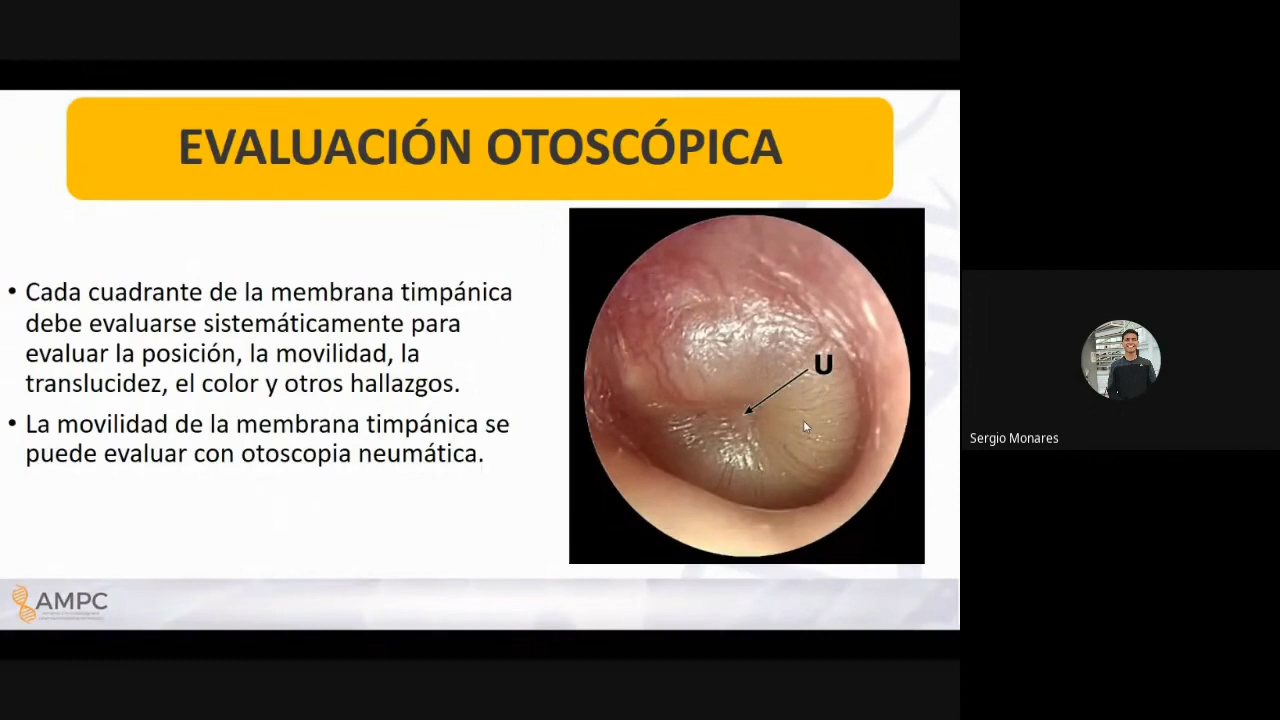 EVALUACIÓN OTOSCÓPICA
• Cada cuadrante de la membrana timpánica
debe evaluarse sistemáticamente para
evaluar la posición, la movilidad, la
translucidez, el color y otros hallazgos.
• La movilidad de la membrana timpánica se
puede evaluar con otoscopia neumática.
U
AMPC
Sergio Monares